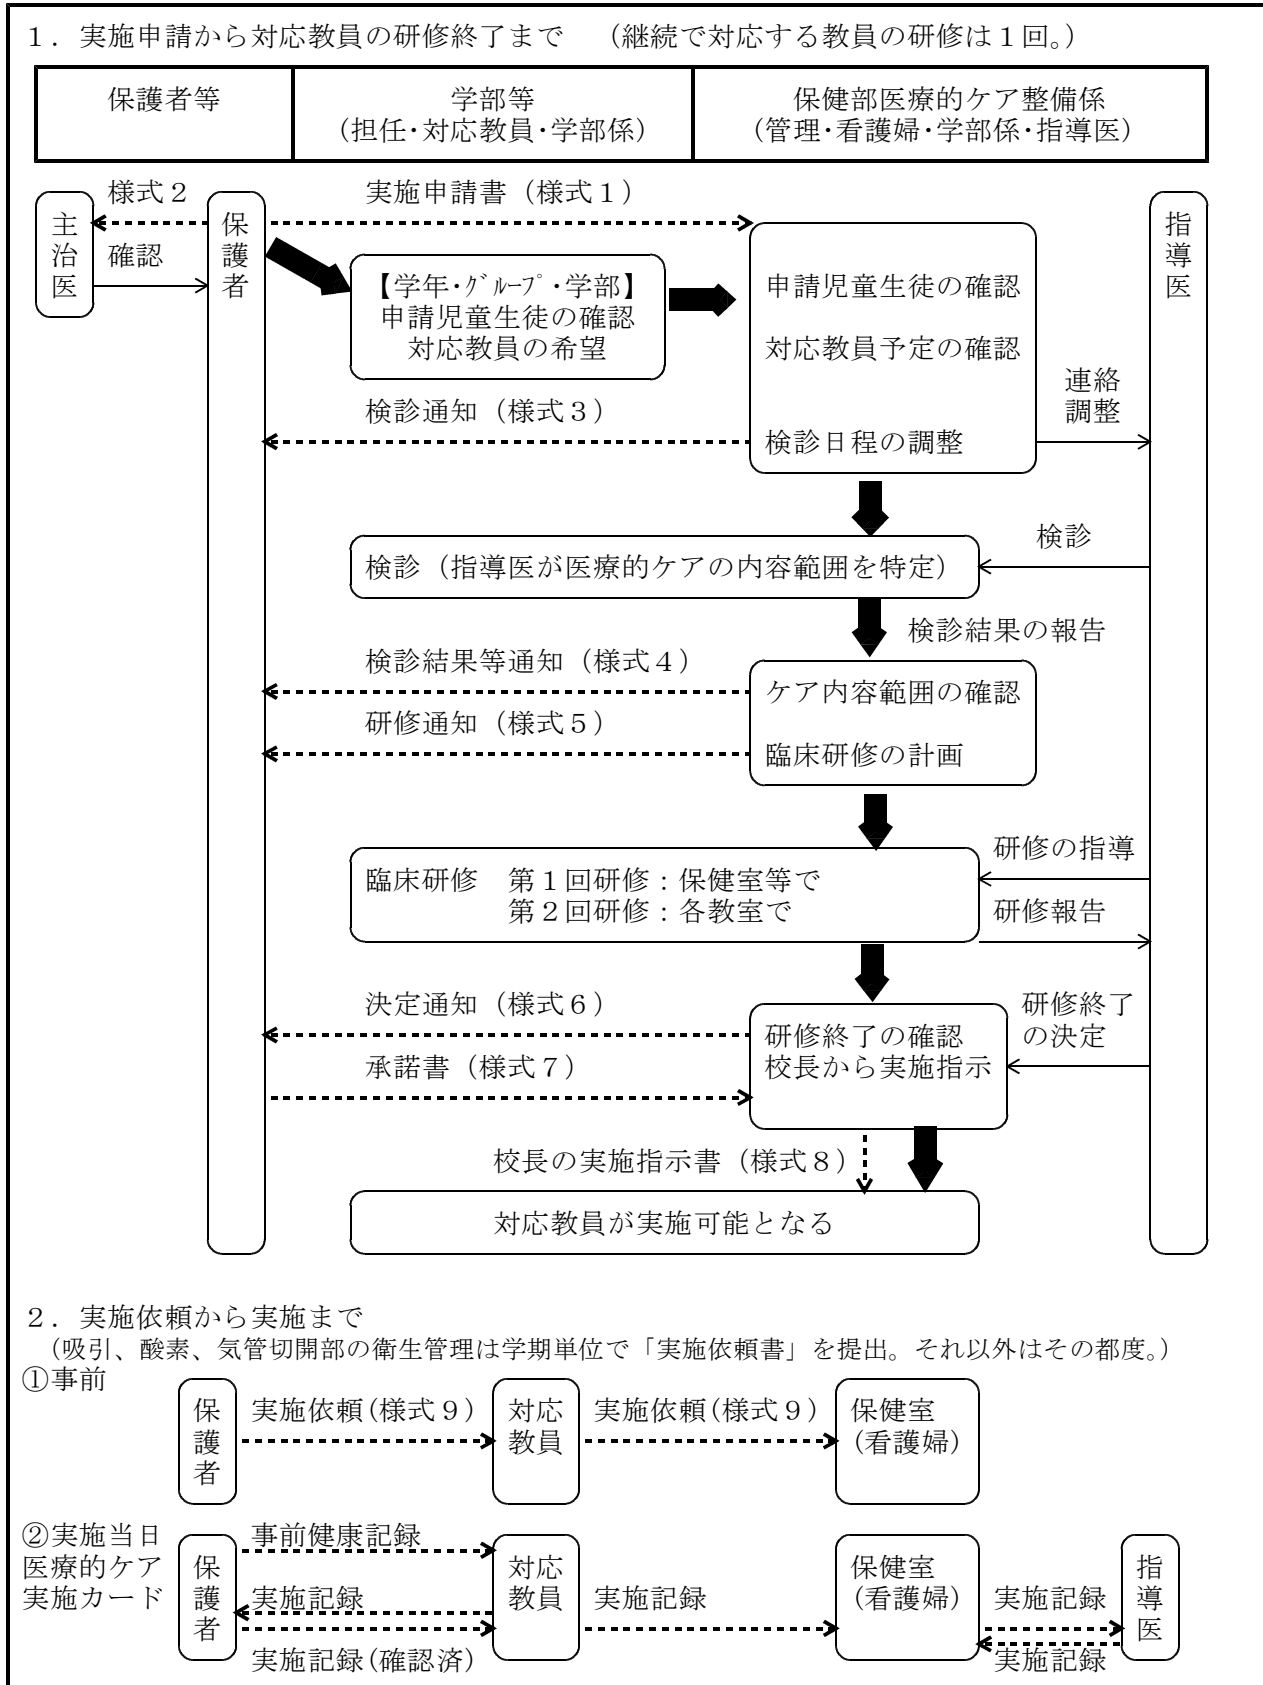 １．実施申請から対応教員の研修終了まで　（継続で対応する教員の研修は１回。）
保護者等
学部等
（担任・対応教員・学部係）
保健部医療的ケア整備係
（管理・看護婦・学部係・指導医）
様式２
実施申請書（様式１）
主治医
確認
保護者
指導医
【学年・ｸﾞﾙｰﾌﾟ・学部】
申請児童生徒の確認
対応教員の希望
申請児童生徒の確認
対応教員予定の確認
連絡
調整
検診通知（様式３）
検診日程の調整
検診
検診（指導医が医療的ケアの内容範囲を特定）
検診結果の報告
検診結果等通知（様式４）
ケア内容範囲の確認
研修通知（様式５）
臨床研修の計画
研修の指導
臨床研修　第１回研修：保健室等で
第２回研修：各教室で
研修報告
決定通知（様式６）
研修終了
の決定
研修終了の確認
校長から実施指示
承諾書（様式７）
校長の実施指示書（様式８）
対応教員が実施可能となる
２．実施依頼から実施まで
（吸引、酸素、気管切開部の衛生管理は学期単位で「実施依頼書」を提出。それ以外はその都度。）
①事前
保護者
実施依頼（様式９）
対応
教員
実施依頼（様式９）
保健室
（看護婦）
②実施当日
医療的ケア
実施カード
保護者
事前健康記録
実施記録
実施記録（確認済）
対応
教員
実施記録
保健室
（看護婦）
実施記録
実施記録
指導医